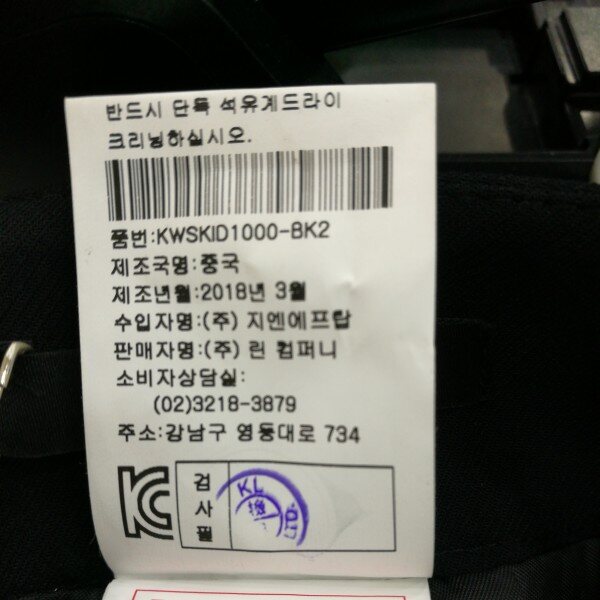 반드시 단독 석유계드라이
크리닝하십시오.
품번:KWSKID1000-BK2
제조국명:중국
제조년월:2018년 3월
수입자명:(주) 지엔에프탑
판매자명:(주) 린 컴퍼니
소비자상담실:
(02)3218-3879
주소:강남구 영동대로 734
KC
검사필
KL
LTD.